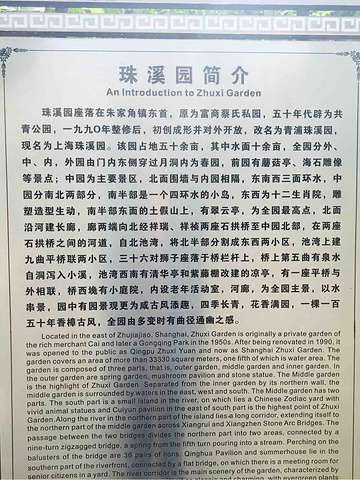 珠溪园简介
An Introduction to Zhuxi Garden
珠溪园座落在朱家角镇东首，原为富商蔡氏私园，五十年代辟为共
青公园，一九九〇年整修后，初创成形并对外开放，改名为青浦珠溪园，
现名为上海珠溪园。该园占地五十余亩，其中水面十余亩，全园分外、
中、内，外园由门内东侧穿过月洞内为春园，前园有蘑菇亭、海石雕像
等景点；中园为主要景区，北面围墙与内园相隔，东南西三面环水，中
园分南北两部分，南半部是一个四环水的小岛，东西为十二生肖院，雕
塑造型生动，南半部东面的土假山上，有翠云亭，为全园最高点，北面
沿河建长廊，廊两端向北经祥瑞、祥祯两座石拱桥至中园北部，在两座
石拱桥之间的河道，自北池湾，将北半部分割成东西两小区，池湾上建
九曲平桥联两小区，三十六对狮子座落于桥栏杆上，桥上第五曲有泉水
自洞泻入小溪，池湾西南有清华亭和紫藤棚改建的凉亭，有一座平桥与
外相联，桥西堍有小庭院，内设老年活动室，河廊，为全园主景，以水
串景，园中有园景观更为咸古风添趣，四季长青，花香满园，一棵一百
五十年香樟古风，全园由多变时有曲径通幽之感。
Located in the east of Zhujiajiao, Shanghai, Zhuxi Garden is originally a private garden of
the rich merchant Cai and later a Gongqing Park in the 1950s. After being renovated in 1990, it
was opened to the public as Qingpu Zhuxi Yuan and now as Shanghai Zhuxi Garden. The
garden covers an area of more than 33330 square meters, one fifth of which is water area. The
garden is composed of three parts, that is, outer garden, middle garden and inner garden. In
the outer garden are spring garden, mushroom pavilion and stone statue. The Middle Garden
is the highlight of Zhuxi Garden. Separated from the inner garden by its northern wall, the
middle garden is surrounded by waters in the east, west and south. The Middle garden has two
parts. The south part is a small island in the river, on which lies a Chinese Zodiac yard with
vivid animal statues and Cuiyun pavilion in the east of south part is the highest point of Zhuxi
Garden. Along the river in the northern part of the island lies a long corridor, extending itself to
the northern part of the middle garden across Xiangrui and Xiangzhen Stone Arc Bridges. The
passage between the two bridges divides the northern part into two areas, connected by a
nine-turn zigzagged bridge, a spring from the fifth turn pouring into a stream. Perching on the
balusters of the bridge are 36 pairs of lions. Qinghua Pavilion and summerhouse lie in the
southern part of the riverfront, connected by a flat bridge, on which there is a meeting room for
senior citizens in a yard. The river corridor is the main scenery of the garden, characterized by
classic and charming, with evergreen plants